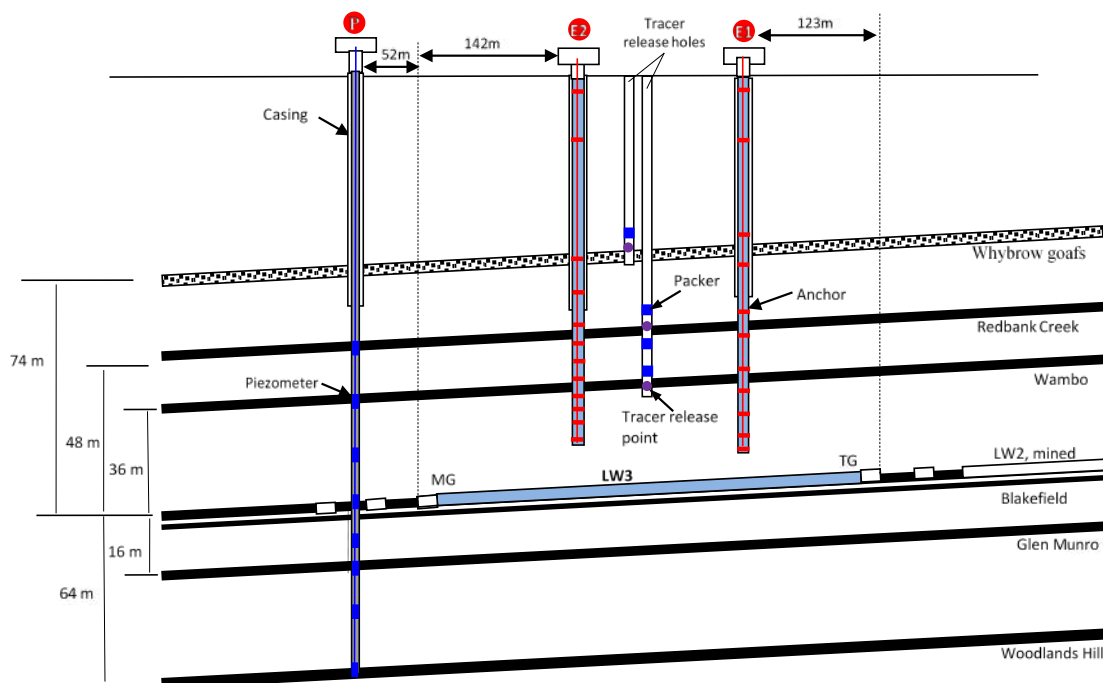 P
E2
E1
Tracer
release holes
123m
52m
142m
Casing
Whybrow goafs
Packer
Anchor
Redbank Creek
74 m
Piezometer
Wambo
Tracer release
point
48 m
36 m
LW2, mined
TG
LW3
MG
Blakefield
16 m
Glen Munro
64 m
Woodlands Hill